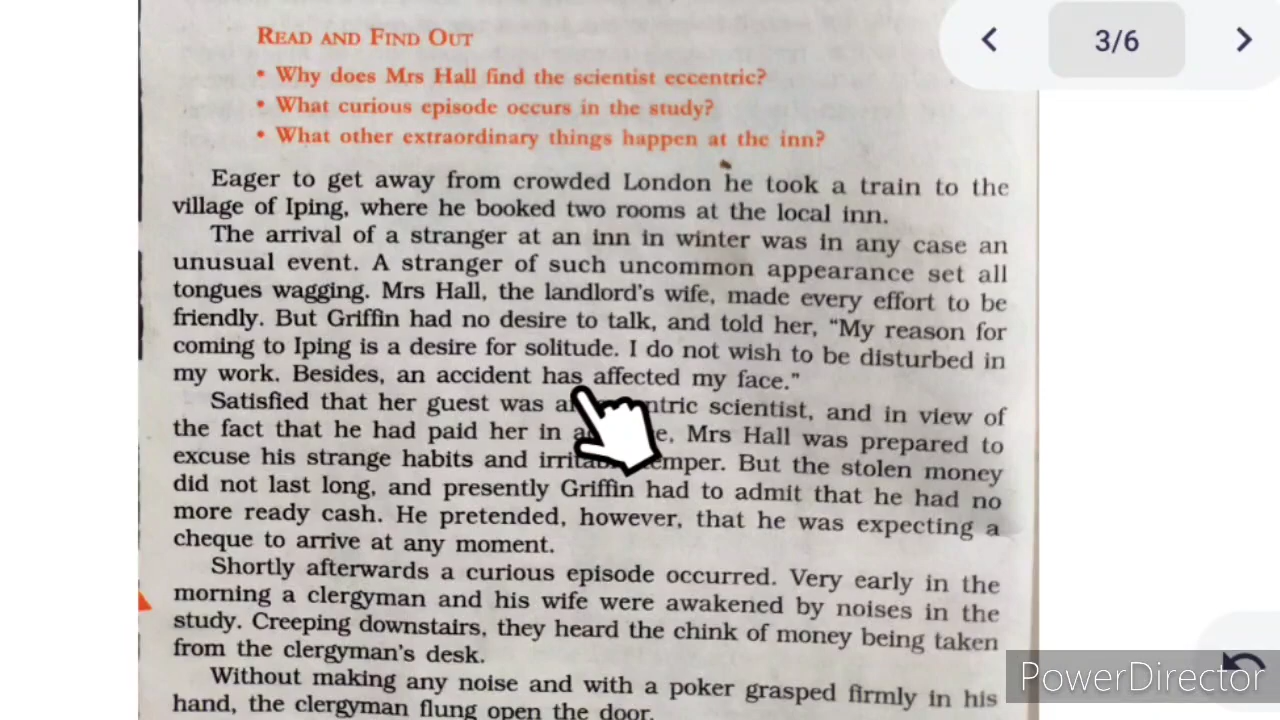 READ AND FIND OUT
3/6
• Why does Mrs Hall find the scientist eccentric?
• What curious episode occurs in the study?
• What other extraordinary things happen at the inn?
Eager to get away from crowded London he took a train to the
village of Iping, where he booked two rooms at the local inn.
The arrival of a stranger at an inn in winter was in any case an
unusual event. A stranger of such uncommon appearance set all
tongues wagging. Mrs Hall, the landlord's wife, made every effort to be
friendly. But Griffin had no desire to talk, and told her, “My reason for
coming to Iping is a desire for solitude. I do not wish to be disturbed in
my work. Besides, an accident has affected my face.”
Satisfied that her guest was scientist, and in view of
the fact that he had paid her in Mrs Hall was prepared to
excuse his strange habits and temper. But the stolen money
did not last long, and presently Griffin had to admit that he had no
more ready cash. He pretended, however, that he was expecting a
cheque to arrive at any moment.
Shortly afterwards a curious episode occurred. Very early in the
morning a clergyman and his wife were awakened by noises in the
study. Creeping downstairs, they heard the chink of money being taken
from the clergyman's desk.
Without making any noise and with a poker grasped firmly in his
hand, the clergyman flung open the door.
PowerDirector